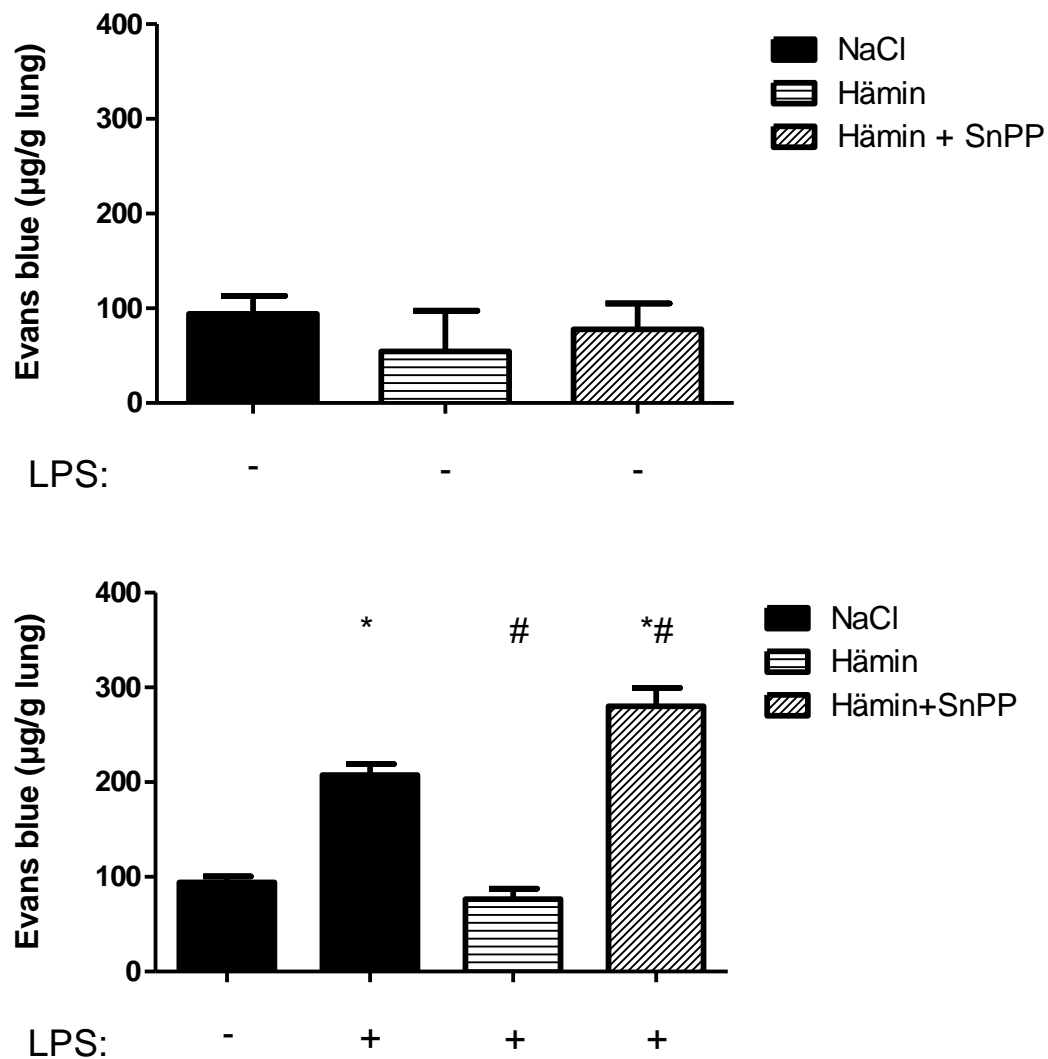 400
300
200
100
0
Evans blue (µg/g lung)
NaCl
Hämin
Hämin + SnPP
LPS: - - -
400
300
200
100
0
Evans blue (µg/g lung)
* # *#
NaCl
Hämin
Hämin+SnPP
LPS: - + + +